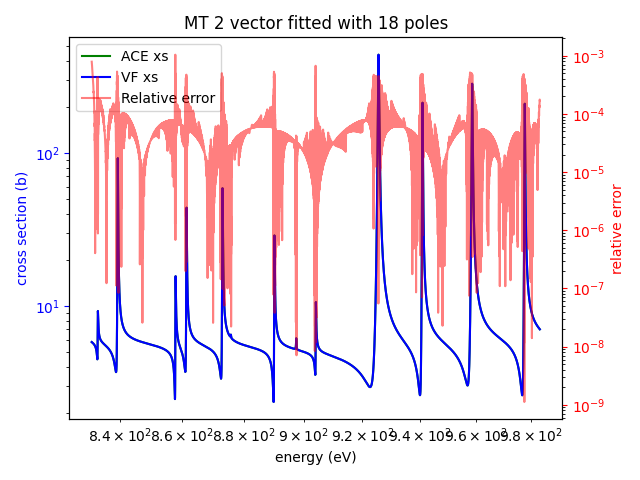 MT 2 vector fitted with 18 poles
ACE xs
VF xs
Relative error
cross section (b)
10²
10¹
relative error
10⁻³
10⁻⁴
10⁻⁵
10⁻⁶
10⁻⁷
10⁻⁸
10⁻⁹
8.4 × 10² 8.6 × 10² 8.8 × 10² 9 × 10² 9.2 × 10² 9.4 × 10² 9.6 × 10² 9.8 × 10²
energy (eV)